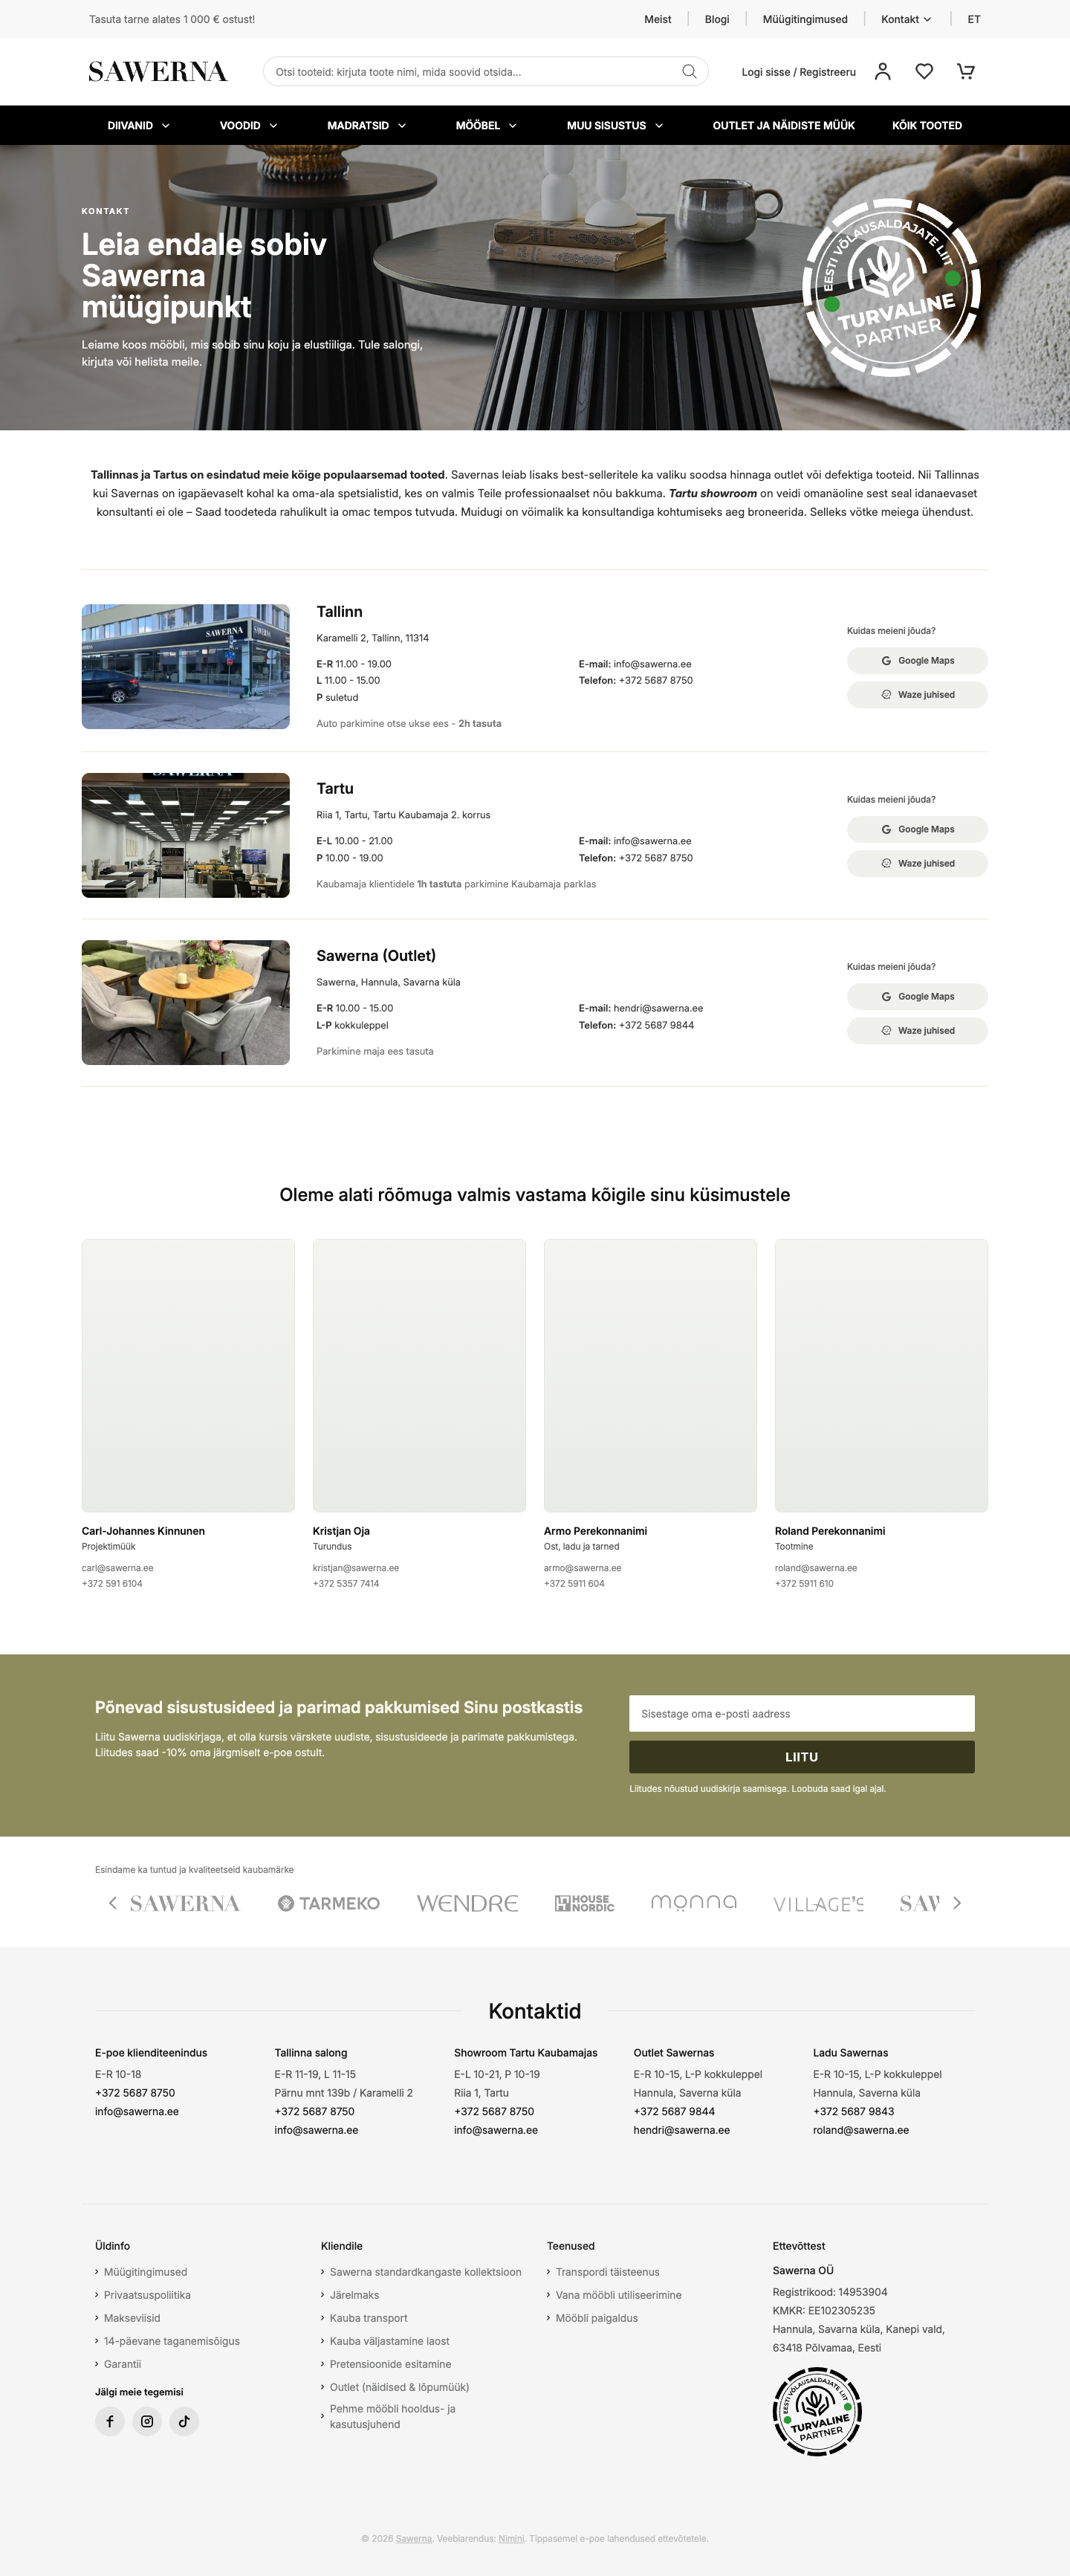 Tasuta tarne alates 1 000 € ostust!
Meist
Blogi
Müügitingimused
Kontakt
ET
SAWERNA
Otsi tooteid: kirjuta toote nimi, mida soovid otsida...
Logi sisse / Registreeru
DIIVANID
VOODID
MADRATSID
MÖÖBEL
MUU SISUSTUS
OUTLET JA NÄIDISTE MÜÜK
KÕIK TOOTED
KONTAKT
Leia endale sobiv
Sawerna
müügipunkt
Leiame koos mööbli, mis sobib sinu koju ja elustiiliga. Tule salongi,
kirjuta või helista meile.
EESTI VÕLAUSALDAJATE LIIT
TURVALINE
PARTNER
Tallinnas ja Tartus on esindatud meie kõige populaarsemad tooted. Savernas leiab lisaks best-selleritele ka valiku soodsa hinnaga outlet või defektiga tooteid. Nii Tallinnas
kui Savernas on igapäevaselt kohal ka oma-ala spetsialistid, kes on valmis Teile professionaalset nõu bakkuma. Tartu showroom on veidi omanäoline sest seal idanaevaset
konsultanti ei ole – Saad toodeteda rahulikult ia omac tempos tutvuda. Muidugi on võimalik ka konsultandiga kohtumiseks aeg broneerida. Selleks võtke meiega ühendust.
SAWERNA
SAWERNA
Tallinn
Karamelli 2, Tallinn, 11314
E-R 11.00 - 19.00
L 11.00 - 15.00
P suletud
E-mail: info@sawerna.ee
Telefon: +372 5687 8750
Auto parkimine otse ukse ees - 2h tasuta
Kuidas meieni jõuda?
Google Maps
Waze juhised
SAWERNA
Tartu
Riia 1, Tartu, Tartu Kaubamaja 2. korrus
E-L 10.00 - 21.00
P 10.00 - 19.00
E-mail: info@sawerna.ee
Telefon: +372 5687 8750
Kaubamaja klientidele 1h tastuta parkimine Kaubamaja parklas
Kuidas meieni jõuda?
Google Maps
Waze juhised
Sawerna (Outlet)
Sawerna, Hannula, Savarna küla
E-R 10.00 - 15.00
L-P kokkuleppel
E-mail: hendri@sawerna.ee
Telefon: +372 5687 9844
Parkimine maja ees tasuta
Kuidas meieni jõuda?
Google Maps
Waze juhised
Oleme alati rõõmuga valmis vastama kõigile sinu küsimustele
Carl-Johannes Kinnunen
Projektimüük
carl@sawerna.ee
+372 591 6104
Kristjan Oja
Turundus
kristjan@sawerna.ee
+372 5357 7414
Armo Perekonnanimi
Ost, ladu ja tarned
armo@sawerna.ee
+372 5911 604
Roland Perekonnanimi
Tootmine
roland@sawerna.ee
+372 5911 610
Põnevad sisustusideed ja parimad pakkumised Sinu postkastis
Liitu Sawerna uudiskirjaga, et olla kursis värskete uudiste, sisustusideede ja parimate pakkumistega.
Liitudes saad -10% oma järgmiselt e-poe ostult.
Sisestage oma e-posti aadress
LIITU
Liitudes nõustud uudiskirja saamisega. Loobuda saad igal ajal.
Esindame ka tuntud ja kvaliteetseid kaubamärke
SAWERNA
TARMEKO
WENDRE
HOUSE
NORDIC
monna
VILLAGE'S
SAW
Kontaktid
E-poe klienditeenindus
E-R 10-18
+372 5687 8750
info@sawerna.ee
Tallinna salong
E-R 11-19, L 11-15
Pärnu mnt 139b / Karamelli 2
+372 5687 8750
info@sawerna.ee
Showroom Tartu Kaubamajas
E-L 10-21, P 10-19
Riia 1, Tartu
+372 5687 8750
info@sawerna.ee
Outlet Sawernas
E-R 10-15, L-P kokkuleppel
Hannula, Saverna küla
+372 5687 9844
hendri@sawerna.ee
Ladu Sawernas
E-R 10-15, L-P kokkuleppel
Hannula, Saverna küla
+372 5687 9843
roland@sawerna.ee
Üldinfo
Müügitingimused
Privaatsuspoliitika
Makseviisid
14-päevane taganemisõigus
Garantii
Jälgi meie tegemisi
Kliendile
Sawerna standardkangaste kollektsioon
Järelmaks
Kauba transport
Kauba väljastamine laost
Pretensioonide esitamine
Outlet (näidised & lõpumüük)
Pehme mööbli hooldus- ja
kasutusjuhend
Teenused
Transpordi täisteenus
Vana mööbli utiliseerimine
Mööbli paigaldus
Ettevõttest
Sawerna OÜ
Registrikood: 14953904
KMKR: EE102305235
Hannula, Savarna küla, Kanepi vald,
63418 Põlvamaa, Eesti
EESTI VÕLAUSALDAJATE LIIT
TURVALINE
PARTNER
© 2026 Sawerna. Veebiarendus: Nimini. Tippasemel e-poe lahendused ettevõtetele.